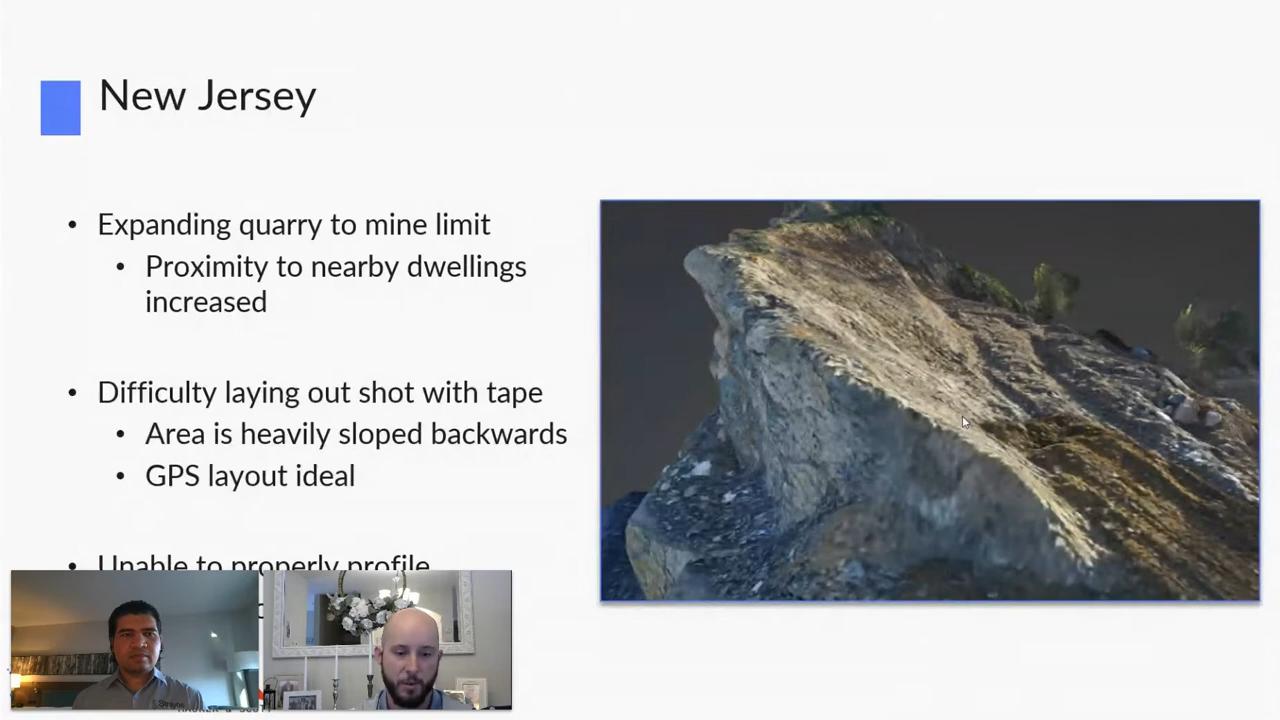 New Jersey
• Expanding quarry to mine limit
• Proximity to nearby dwellings
increased
• Difficulty laying out shot with tape
• Area is heavily sloped backwards
• GPS layout ideal
• Unable to properly profile